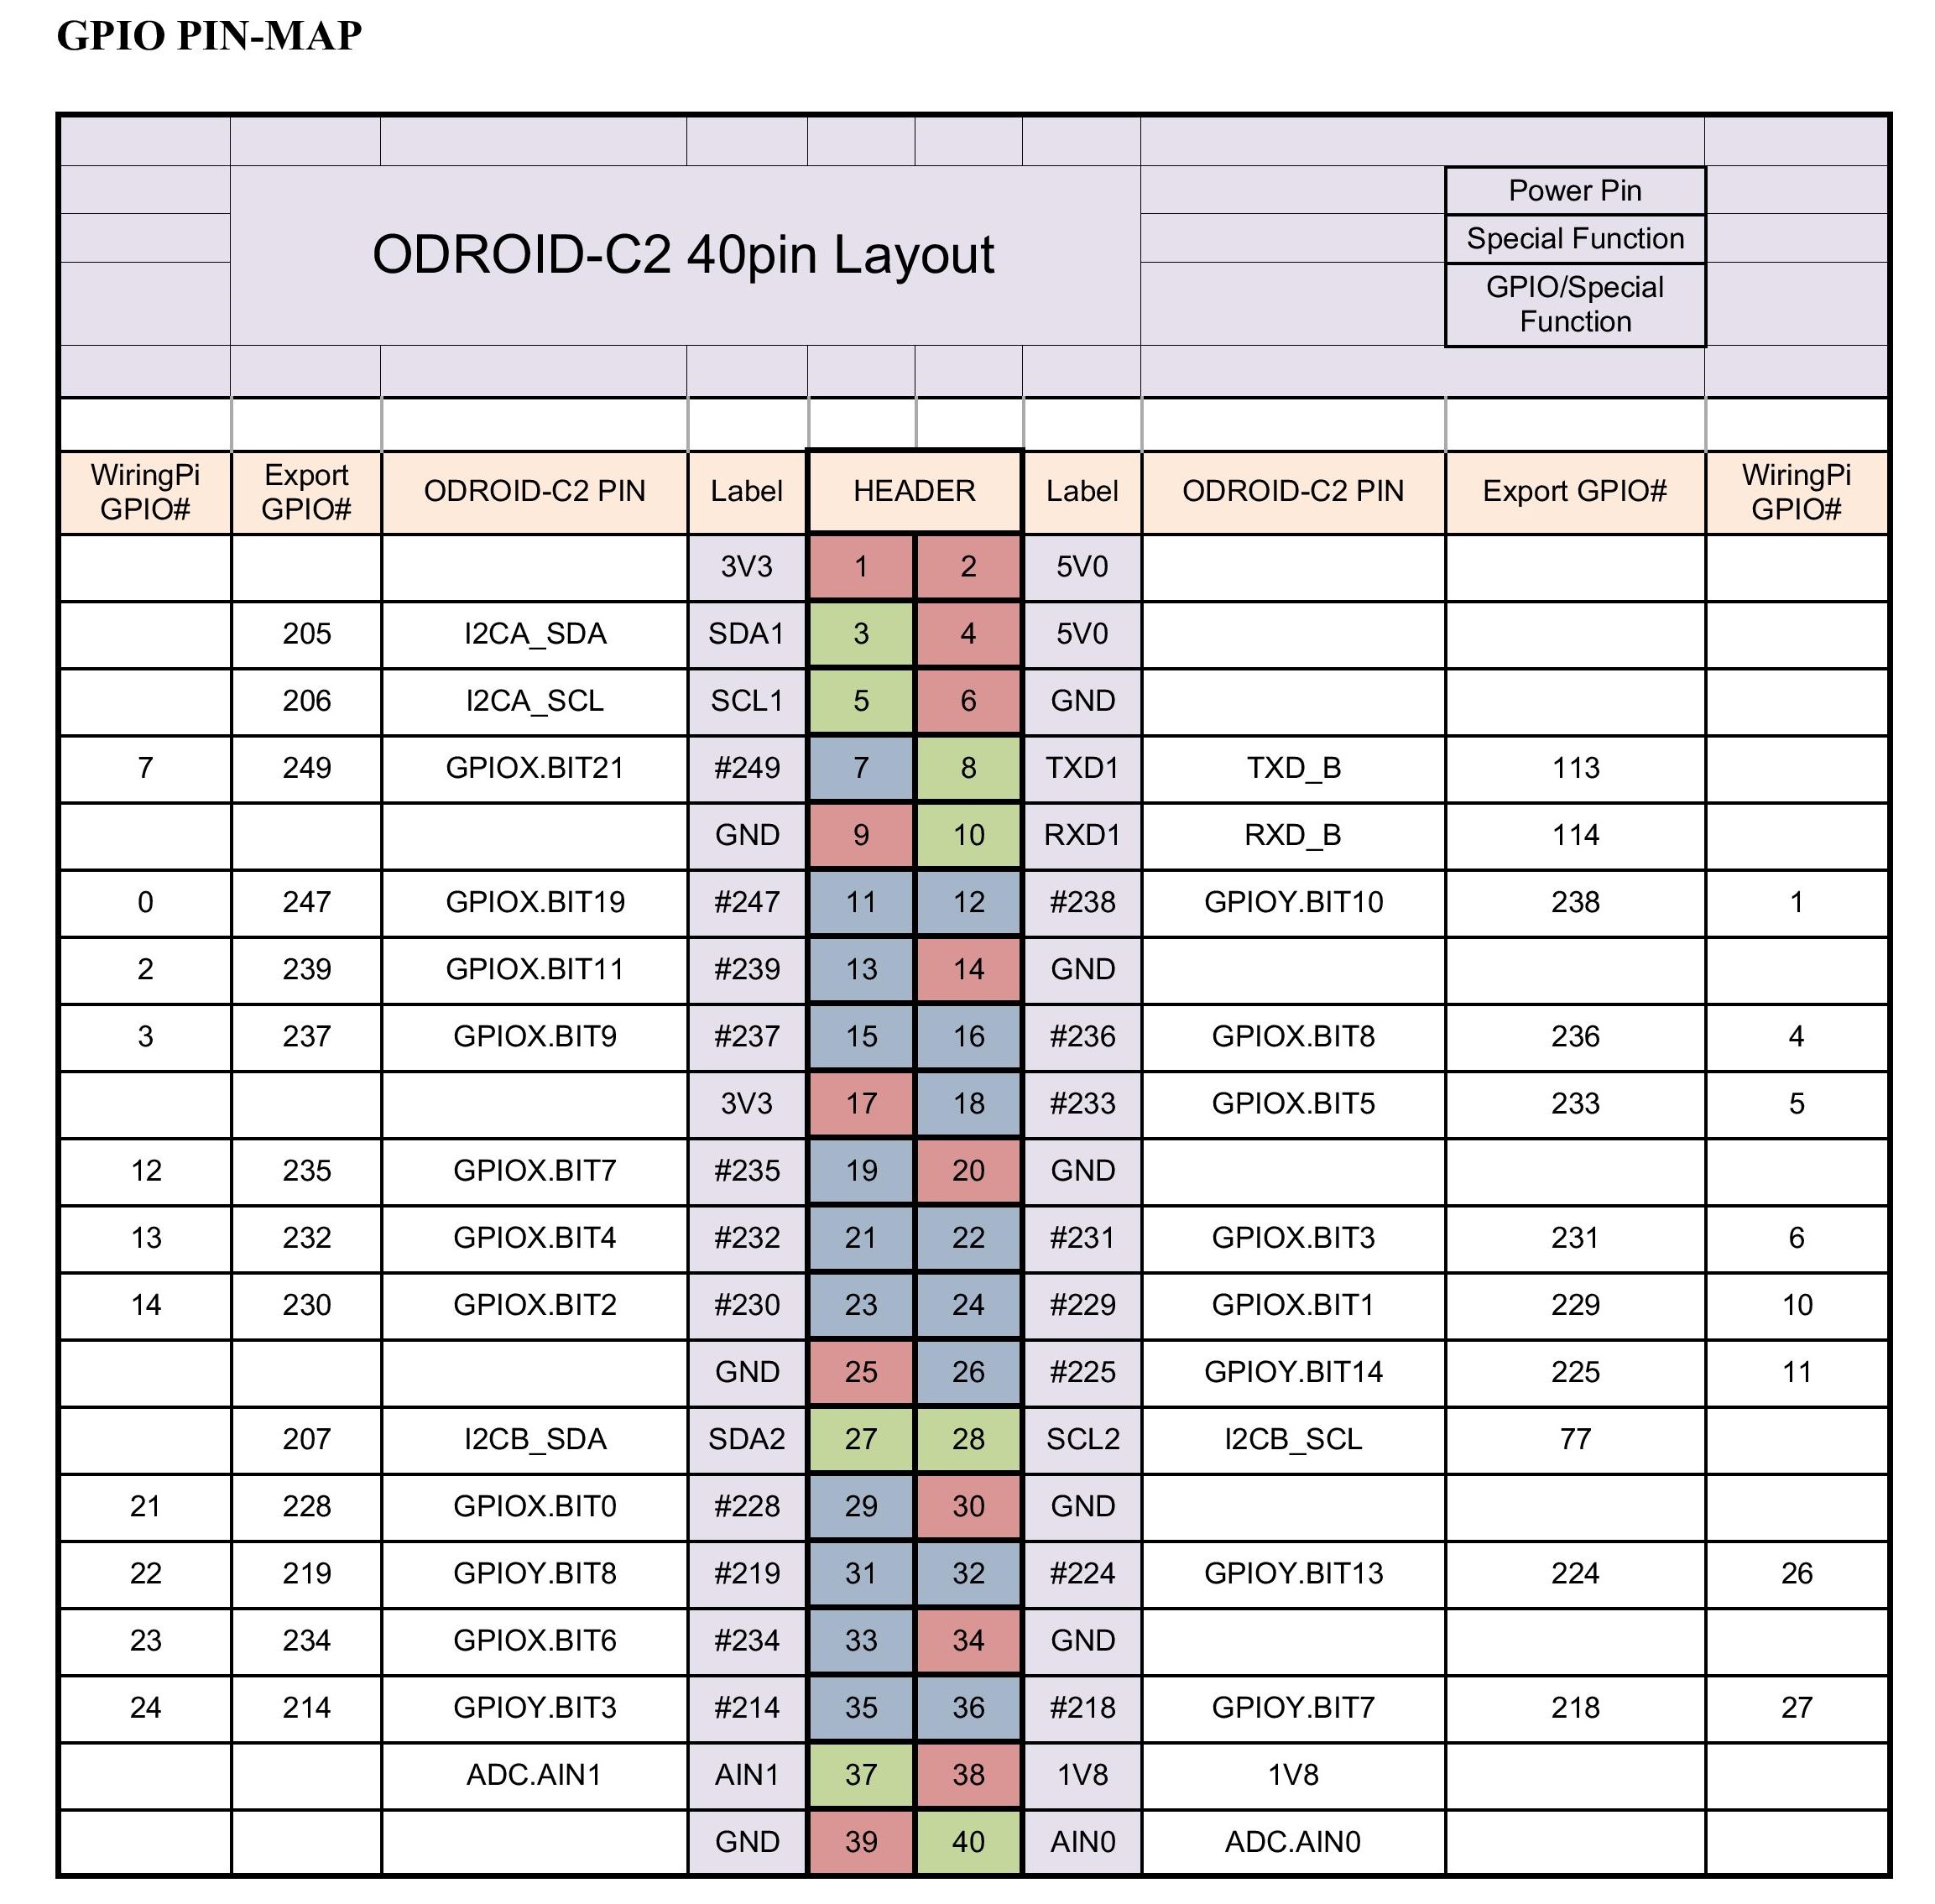 GPIO PIN-MAP
ODROID-C2 40pin Layout
Power Pin
Special Function
GPIO/Special
Function
WiringPi GPIO# Export GPIO# ODROID-C2 PIN Label HEADER Label ODROID-C2 PIN Export GPIO# WiringPi GPIO#
3V3 1 2 5V0
205 I2CA_SDA SDA1 3 4 5V0
206 I2CA_SCL SCL1 5 6 GND
7 249 GPIOX.BIT21 #249 7 8 TXD1 TXD_B 113
GND 9 10 RXD1 RXD_B 114
0 247 GPIOX.BIT19 #247 11 12 #238 GPIOY.BIT10 238 1
2 239 GPIOX.BIT11 #239 13 14 GND
3 237 GPIOX.BIT9 #237 15 16 #236 GPIOX.BIT8 236 4
3V3 17 18 #233 GPIOX.BIT5 233 5
12 235 GPIOX.BIT7 #235 19 20 GND
13 232 GPIOX.BIT4 #232 21 22 #231 GPIOX.BIT3 231 6
14 230 GPIOX.BIT2 #230 23 24 #229 GPIOX.BIT1 229 10
GND 25 26 #225 GPIOY.BIT14 225 11
207 I2CB_SDA SDA2 27 28 SCL2 I2CB_SCL 77
21 228 GPIOX.BIT0 #228 29 30 GND
22 219 GPIOY.BIT8 #219 31 32 #224 GPIOY.BIT13 224 26
23 234 GPIOX.BIT6 #234 33 34 GND
24 214 GPIOY.BIT3 #214 35 36 #218 GPIOY.BIT7 218 27
ADC.AIN1 AIN1 37 38 1V8 1V8
GND 39 40 AIN0 ADC.AIN0